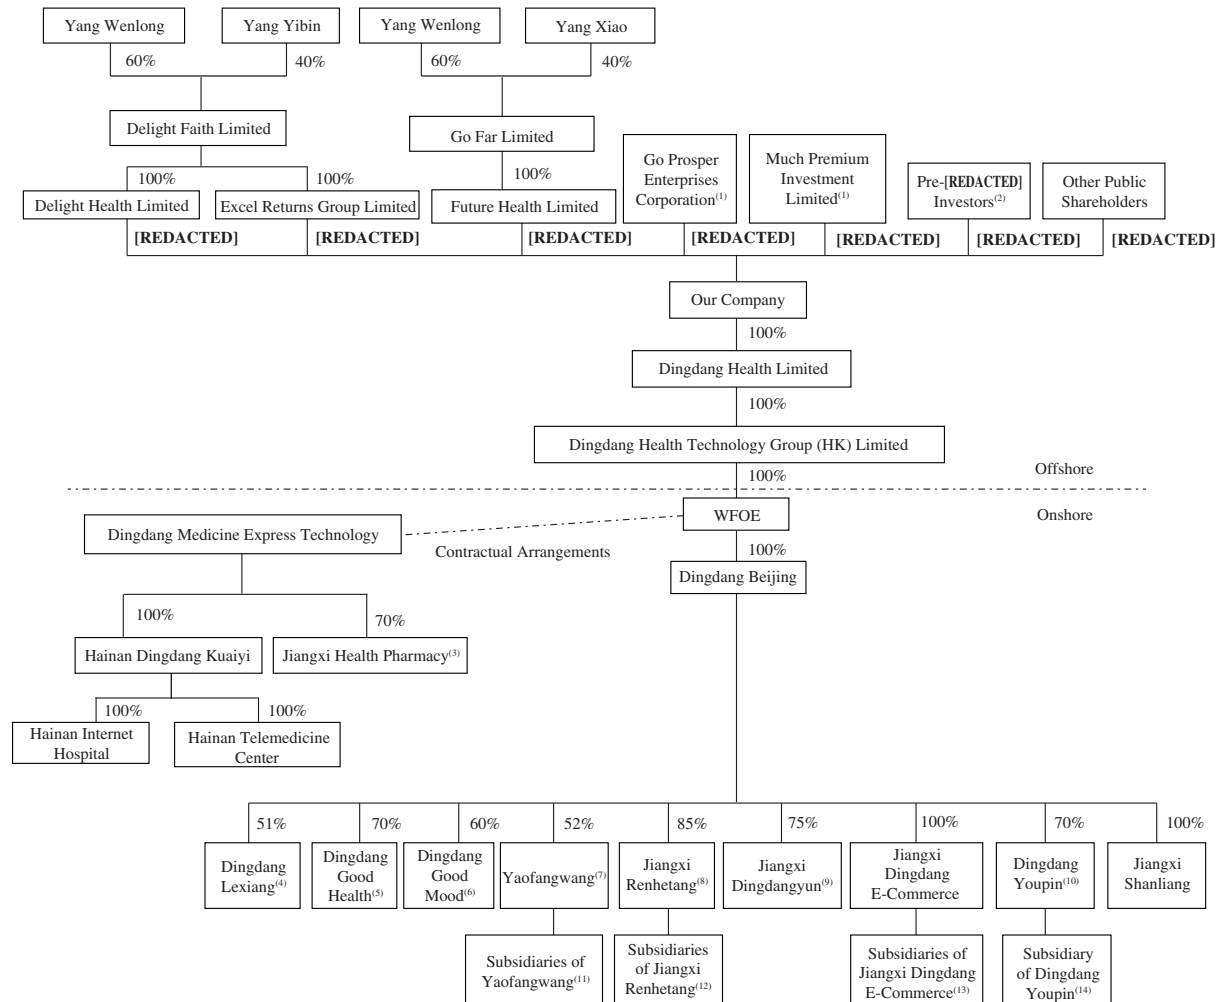 Yang Wenlong
Yang Yibin
Yang Wenlong
Yang Xiao
60%
40%
60%
40%
Delight Faith Limited
Go Far Limited
Go Prosper
Enterprises
Corporation(1)
Much Premium
Investment
Limited(1)
Pre-[REDACTED]
Investors(2)
Other Public
Shareholders
100%
100%
100%
Delight Health Limited
Excel Returns Group Limited
Future Health Limited
[REDACTED]
[REDACTED]
[REDACTED]
[REDACTED]
[REDACTED]
[REDACTED]
[REDACTED]
Our Company
100%
Dingdang Health Limited
100%
Dingdang Health Technology Group (HK) Limited
100%
Offshore
Onshore
WFOE
Dingdang Medicine Express Technology
Contractual Arrangements
100%
Dingdang Beijing
100%
70%
Hainan Dingdang Kuaiyi
Jiangxi Health Pharmacy(3)
100%
100%
Hainan Internet
Hospital
Hainan Telemedicine
Center
51%
70%
60%
52%
85%
75%
100%
70%
100%
Dingdang
Lexiang(4)
Dingdang
Good
Health(5)
Dingdang
Good
Mood(6)
Yaofangwang(7)
Jiangxi
Renhetang(8)
Jiangxi
Dingdangyun(9)
Jiangxi
Dingdang
E-Commerce
Dingdang
Youpin(10)
Jiangxi
Shanliang
Subsidiaries of
Yaofangwang(11)
Subsidiaries
of Jiangxi
Renhetang(12)
Subsidiaries of
Jiangxi Dingdang
E-Commerce(13)
Subsidiary
of Dingdang
Youpin(14)